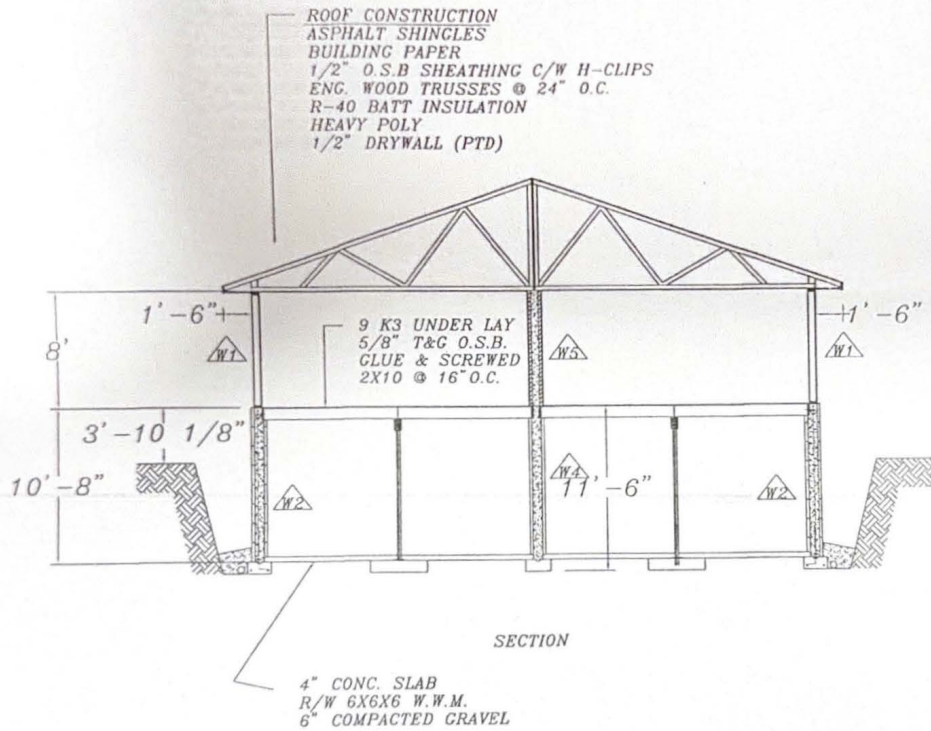 ROOF CONSTRUCTION
ASPHALT SHINGLES
BUILDING PAPER
1/2" O.S.B SHEATHING C/W H-CLIPS
ENG. WOOD TRUSSES @ 24" O.C.
R-40 BATT INSULATION
HEAVY POLY
1/2" DRYWALL (PTD)
1'-6"
1'-6"
8'
W1
9 K3 UNDER LAY
5/8" T&G O.S.B.
GLUE & SCREWED
2X10 @ 16" O.C.
W5
W1
3'-10 1/8"
10'-8"
W2
W4
11'-6"
W2
SECTION
4" CONC. SLAB
R/W 6X6X6 W.W.M.
6" COMPACTED GRAVEL